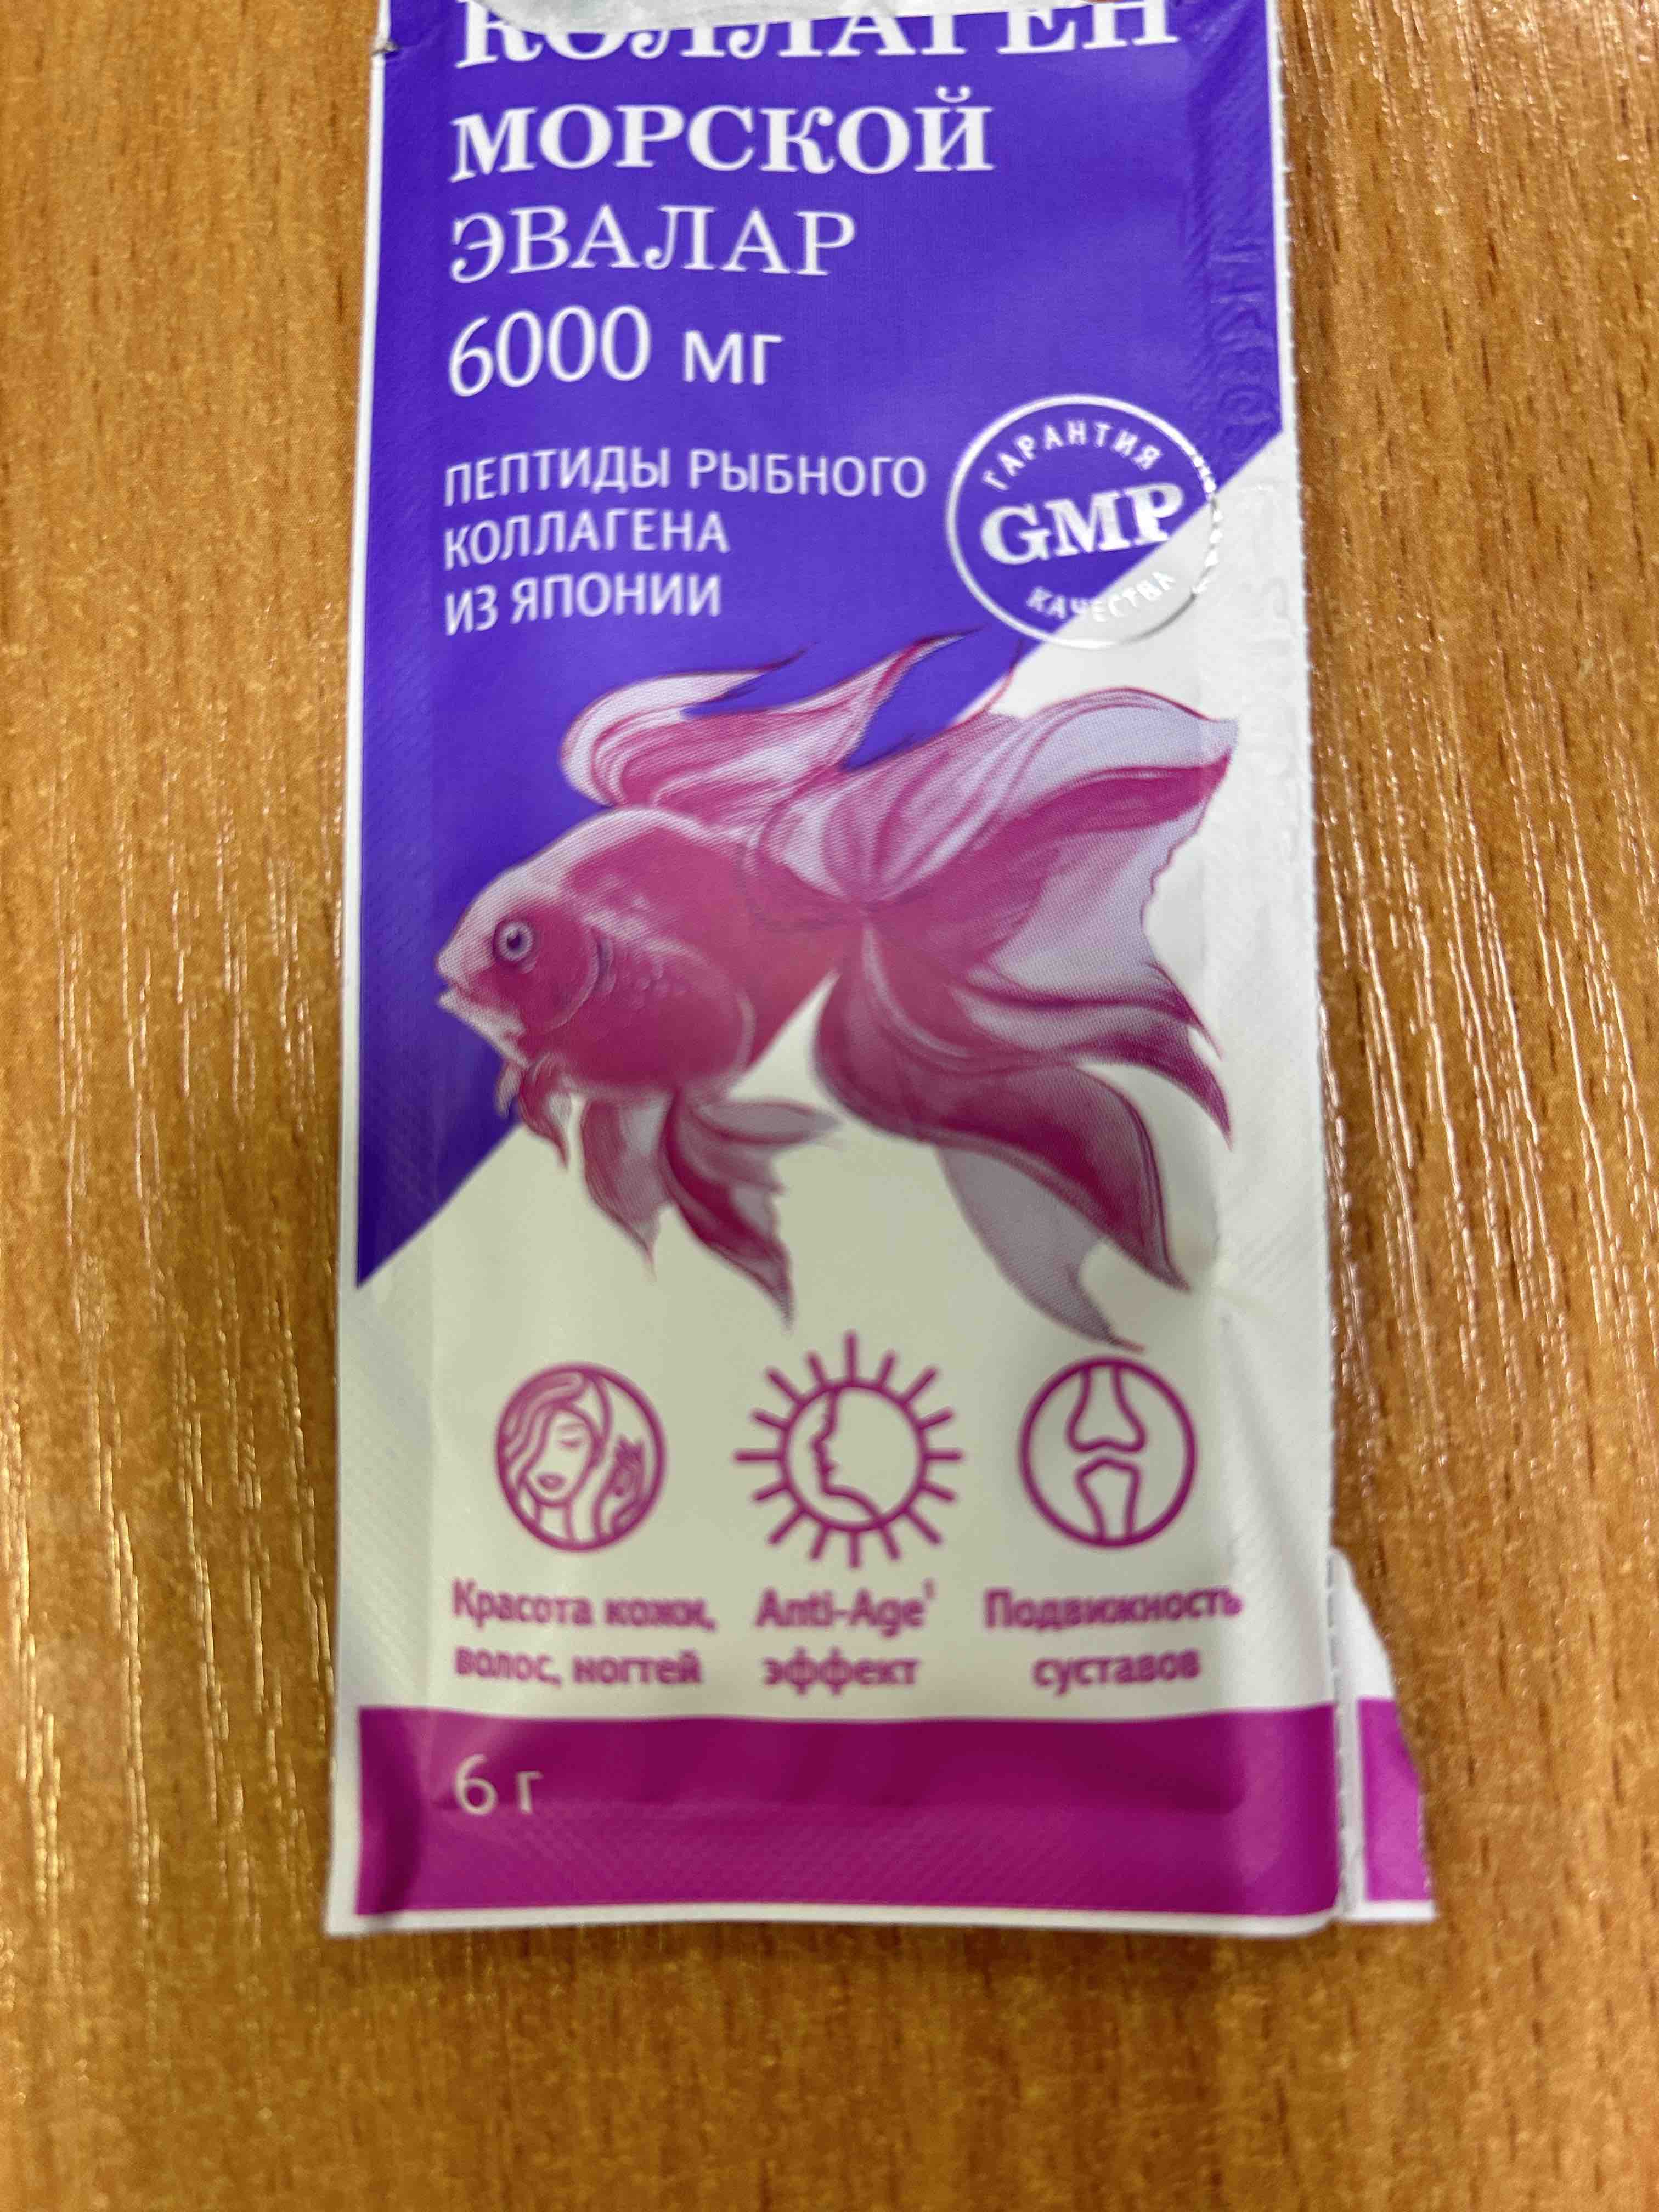 КОЛЛАГЕН
МОРСКОЙ
ЭВАЛАР
6000 мг
ПЕПТИДЫ РЫБНОГО
КОЛЛАГЕНА
ИЗ ЯПОНИИ
ГАРАНТИЯ
GMP
КАЧЕСТВА
Красота кожи,
волос, ногтей
Anti-Age¹
эффект
Подвижность
суставов
6 г